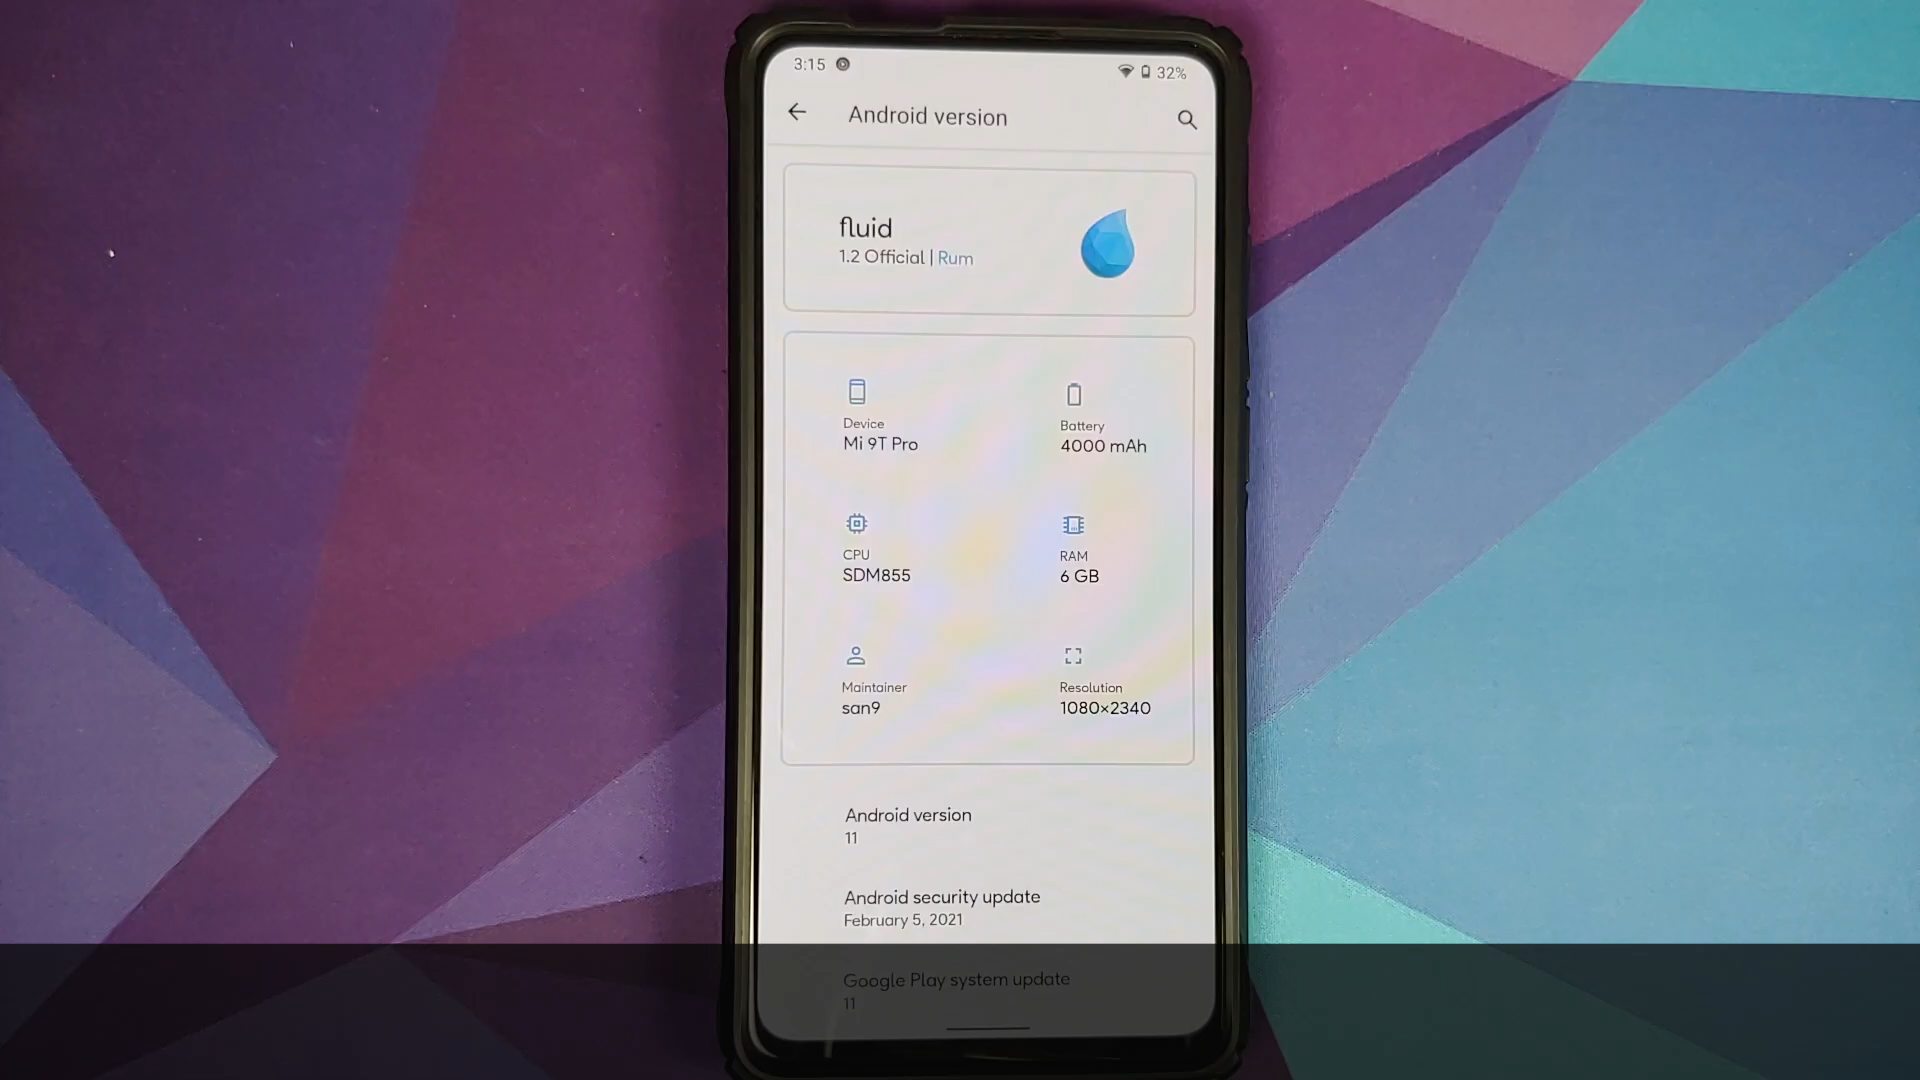 3:15 32%
Android version
fluid
1.2 Official | Rum
Device
Mi 9T Pro
Battery
4000 mAh
CPU
SDM855
RAM
6 GB
Maintainer
san9
Resolution
1080×2340
Android version
11
Android security update
February 5, 2021
Google Play system update
11